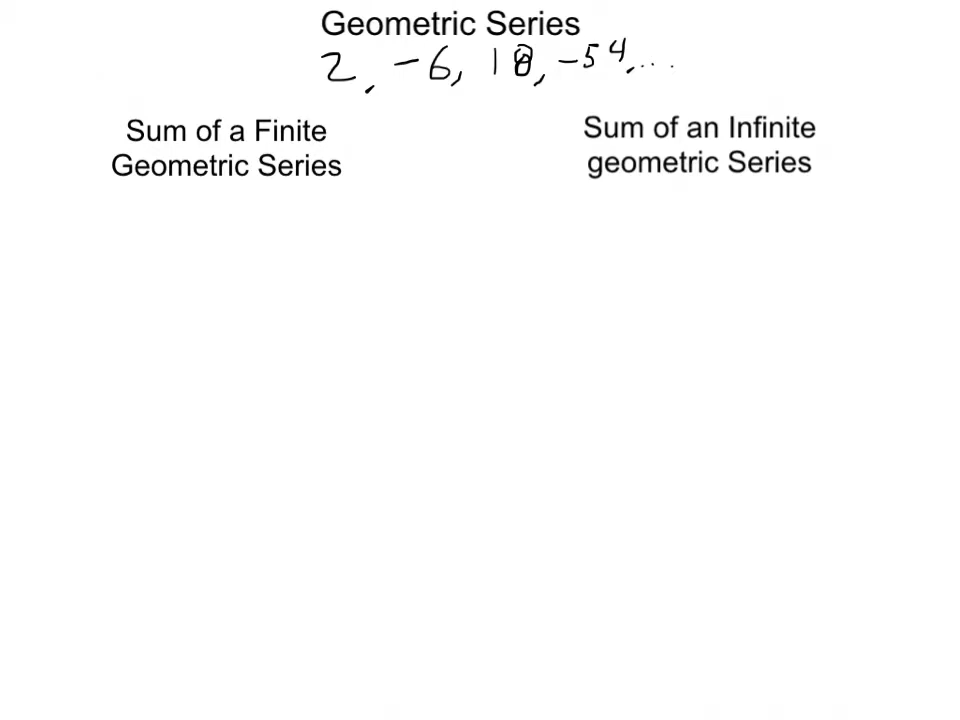 Geometric Series
2, -6, 18, -54, ...
Sum of a Finite
Geometric Series
Sum of an Infinite
geometric Series